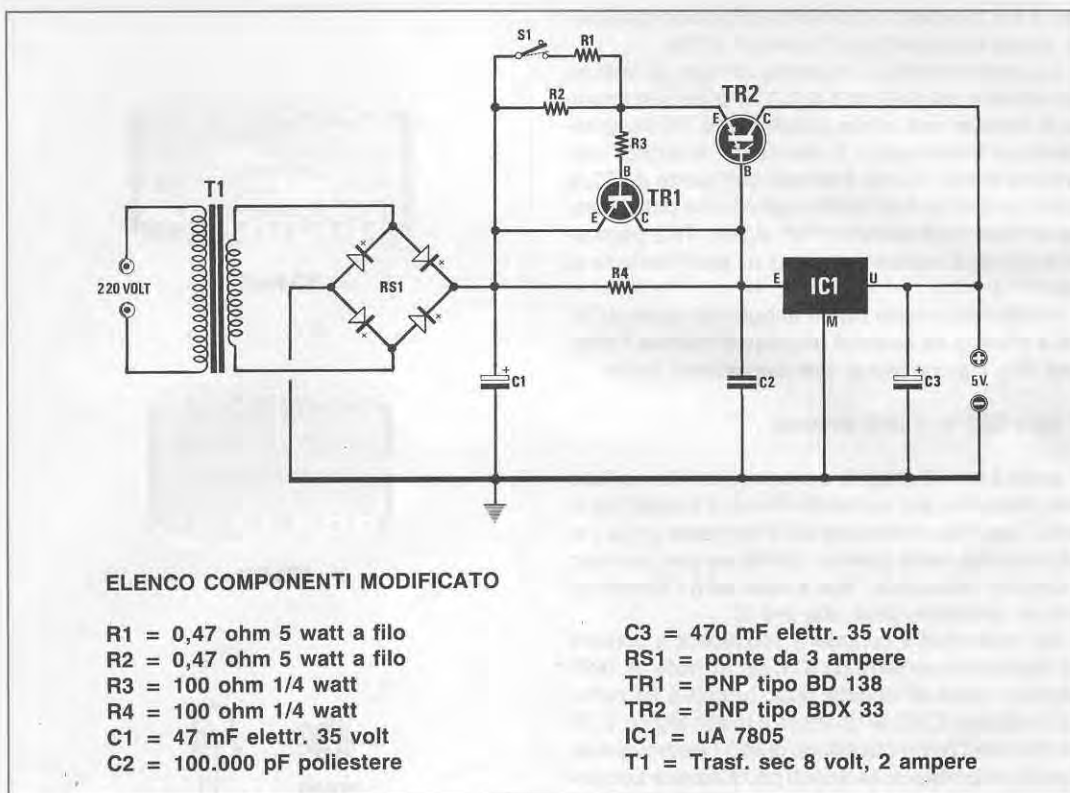 S1
R1
R2
TR2
E
C
B
R3
B
TR1
E
C
T1
220 VOLT
RS1
R4
E
IC1
U
M
+
C1
C2
+
C3
5V.
ELENCO COMPONENTI MODIFICATO
R1 = 0,47 ohm 5 watt a filo
R2 = 0,47 ohm 5 watt a filo
R3 = 100 ohm 1/4 watt
R4 = 100 ohm 1/4 watt
C1 = 47 mF elettr. 35 volt
C2 = 100.000 pF poliestere
C3 = 470 mF elettr. 35 volt
RS1 = ponte da 3 ampere
TR1 = PNP tipo BD 138
TR2 = PNP tipo BDX 33
IC1 = uA 7805
T1 = Trasf. sec 8 volt, 2 ampere